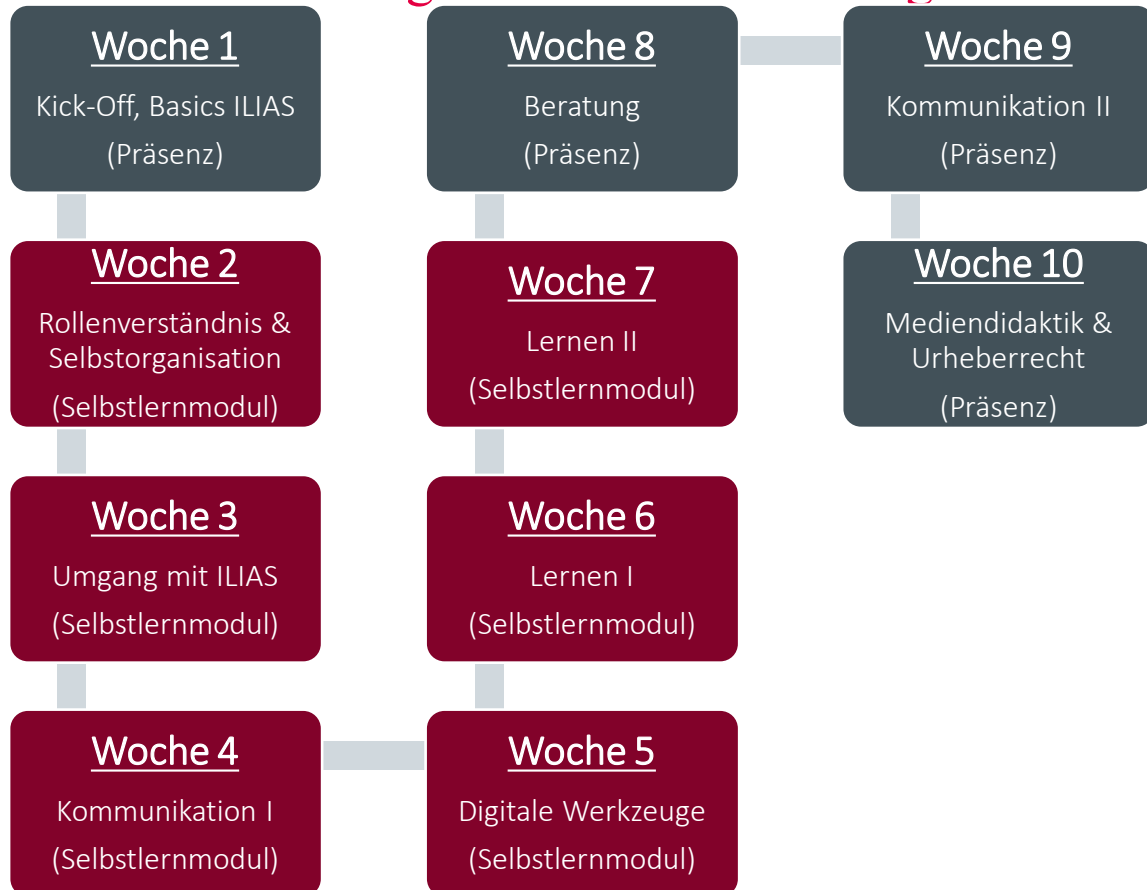 Woche 1
Kick-Off, Basics ILIAS
(Präsenz)
Woche 2
Rollenverständnis &
Selbstorganisation
(Selbstlernmodul)
Woche 3
Umgang mit ILIAS
(Selbstlernmodul)
Woche 4
Kommunikation I
(Selbstlernmodul)
Woche 5
Digitale Werkzeuge
(Selbstlernmodul)
Woche 6
Lernen I
(Selbstlernmodul)
Woche 7
Lernen II
(Selbstlernmodul)
Woche 8
Beratung
(Präsenz)
Woche 9
Kommunikation II
(Präsenz)
Woche 10
Mediendidaktik &
Urheberrecht
(Präsenz)